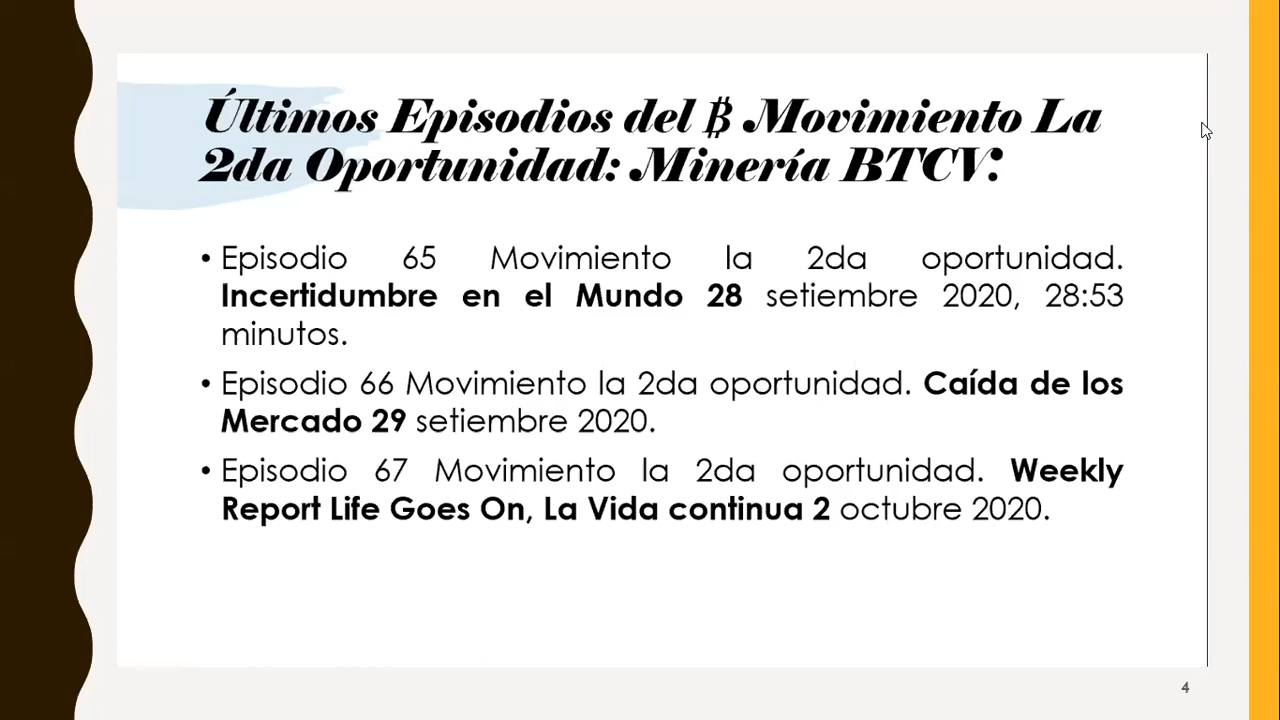 Últimos Episodios del ₿ Movimiento La
2da Oportunidad: Minería BTCV:
• Episodio 65 Movimiento la 2da oportunidad.
Incertidumbre en el Mundo 28 setiembre 2020, 28:53
minutos.
• Episodio 66 Movimiento la 2da oportunidad. Caída de los
Mercado 29 setiembre 2020.
• Episodio 67 Movimiento la 2da oportunidad. Weekly
Report Life Goes On, La Vida continua 2 octubre 2020.
4